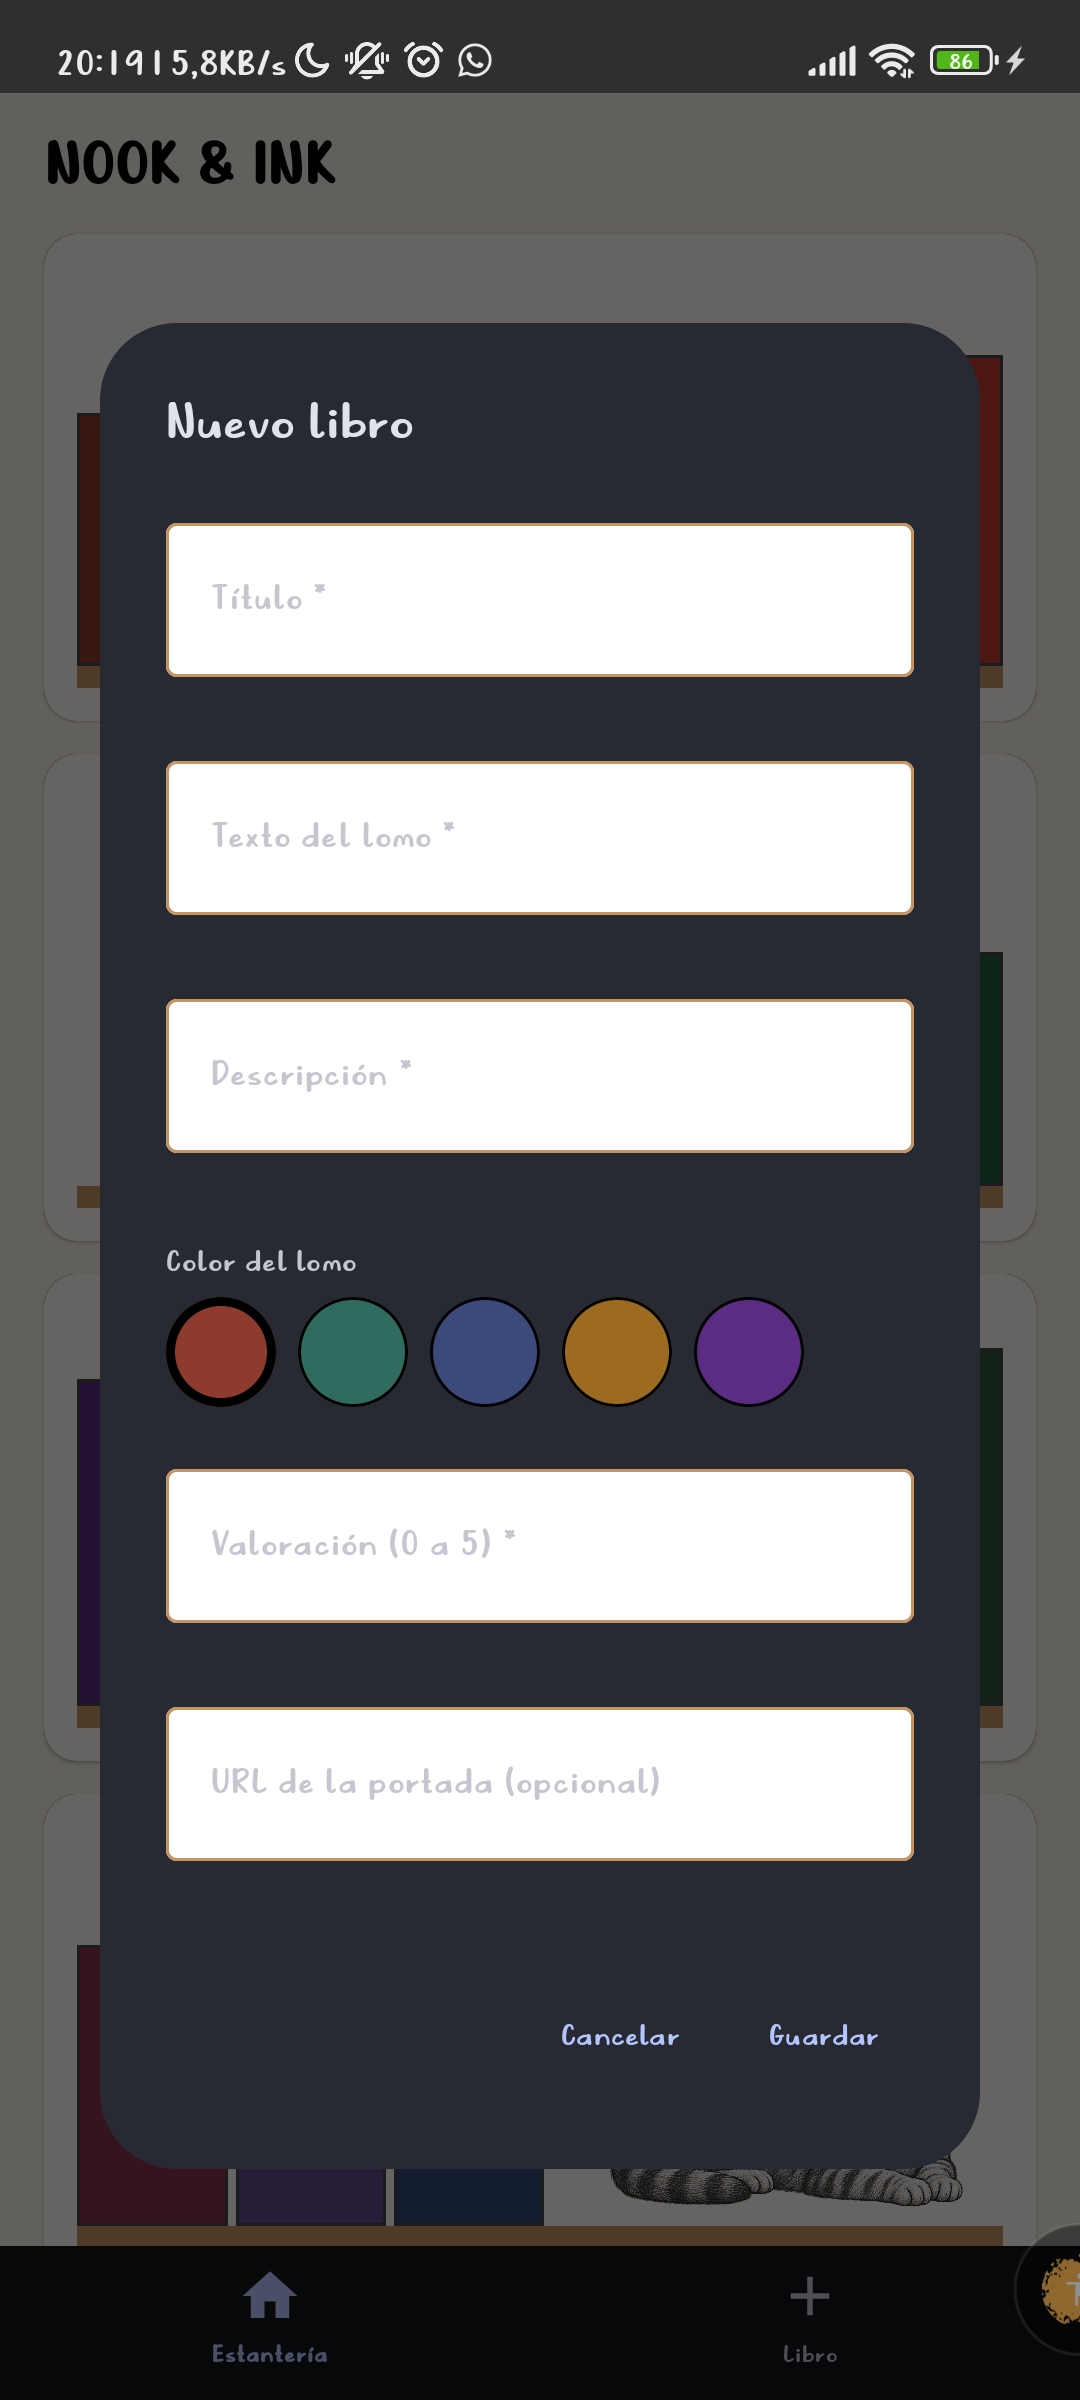 20:19 15,8KB/s
86
NOOK & INK
Nuevo libro
Título *
Texto del lomo *
Descripción *
Color del lomo
Valoración (0 a 5) *
URL de la portada (opcional)
Cancelar Guardar
Estantería Libro